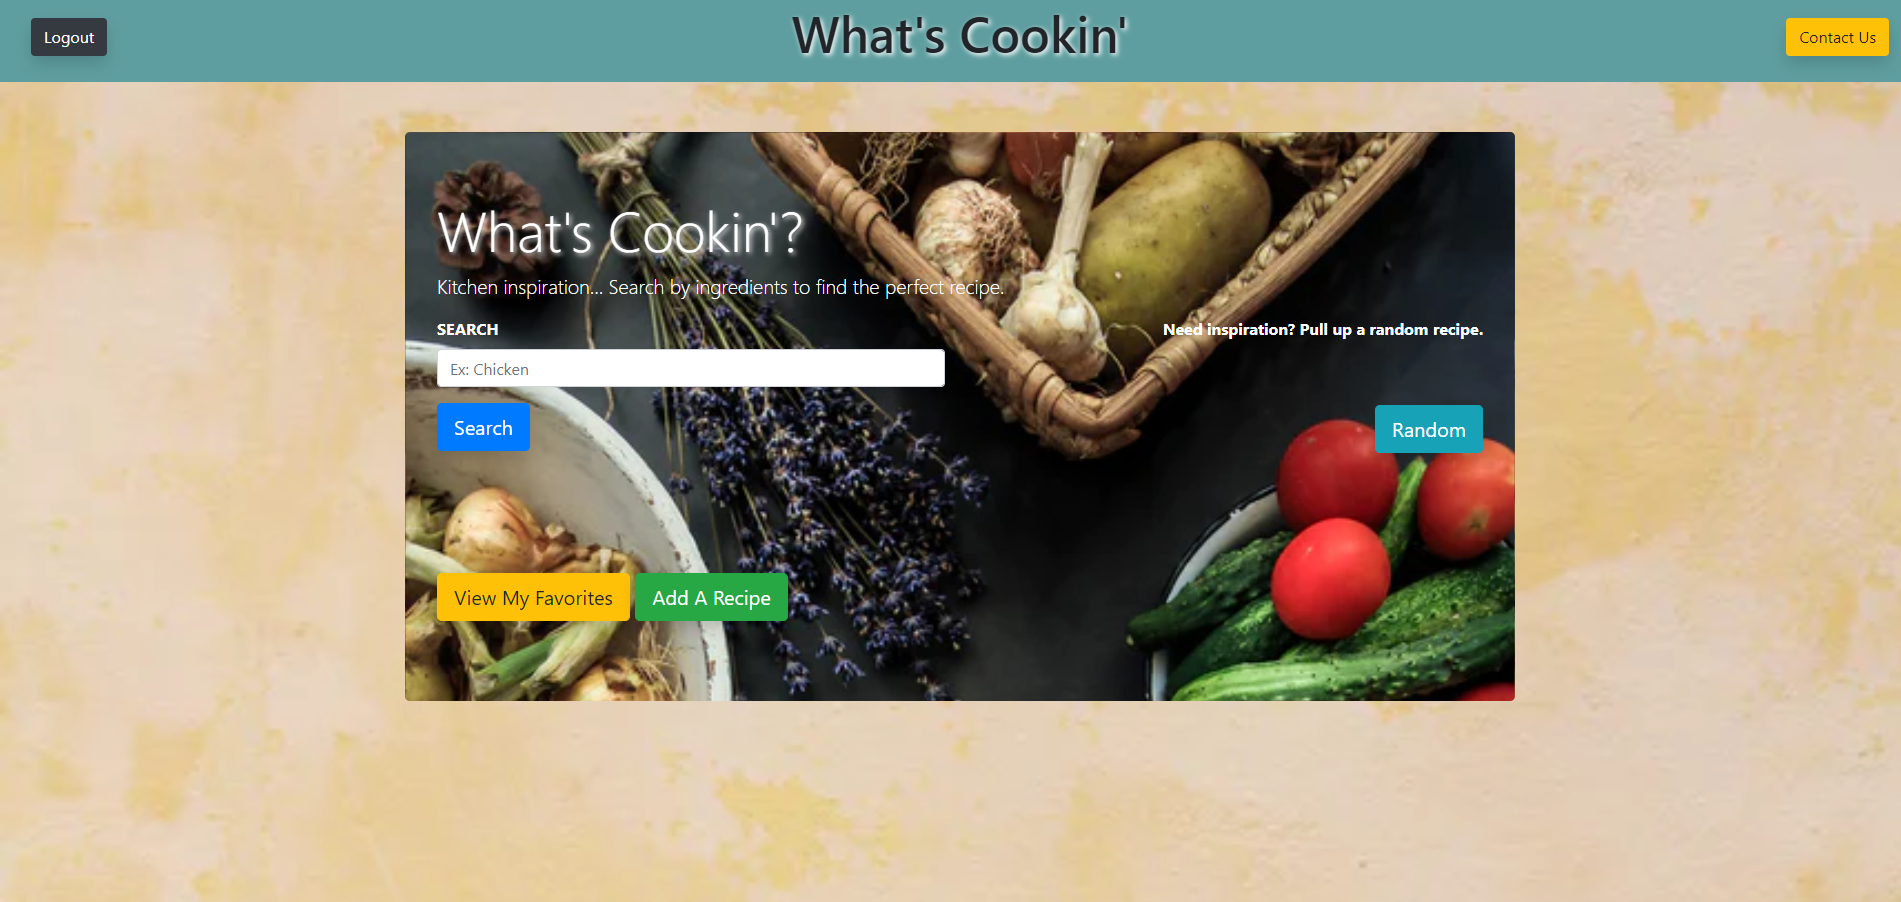 Logout
What's Cookin'
Contact Us
What's Cookin'?
Kitchen inspiration... Search by ingredients to find the perfect recipe.
SEARCH
Need inspiration? Pull up a random recipe.
Ex: Chicken
Search
Random
View My Favorites
Add A Recipe